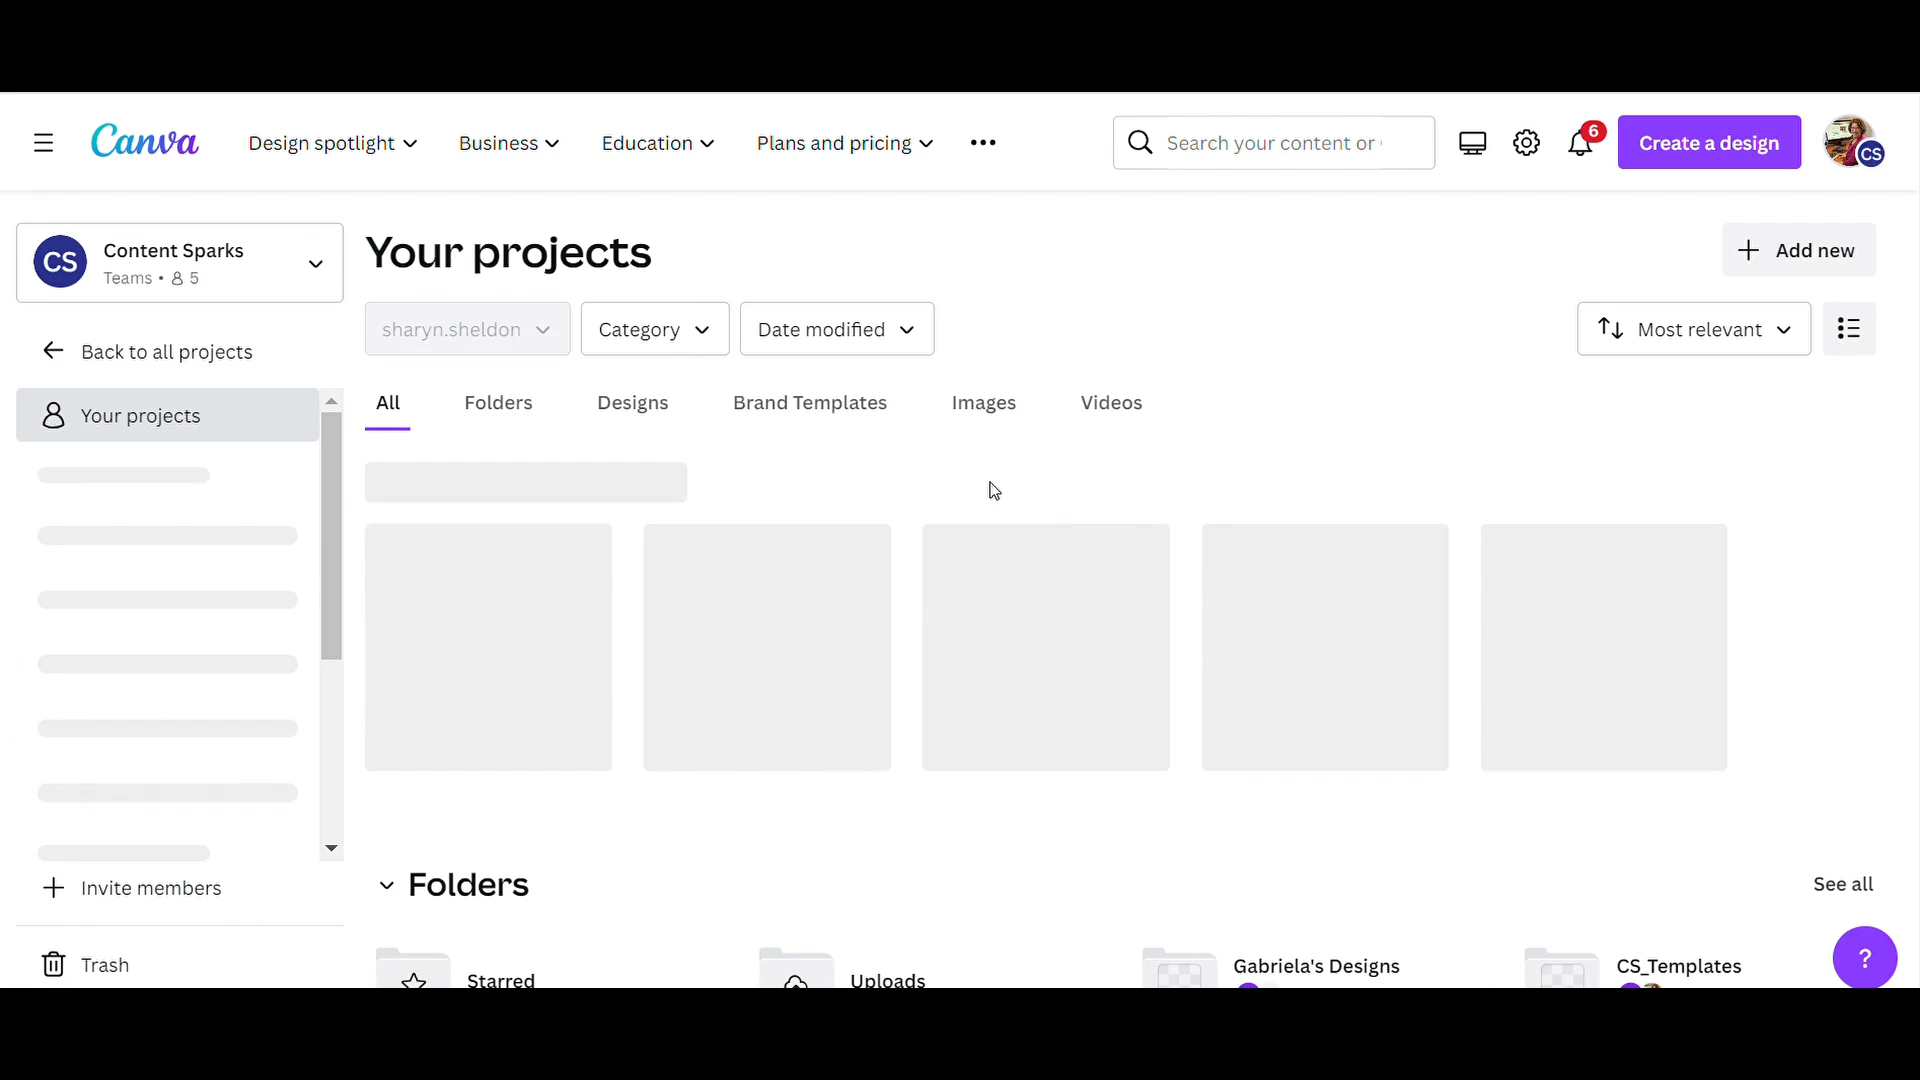 Canva
Design spotlight
Business
Education
Plans and pricing
Search your content or
6
Create a design
CS
CS
Content Sparks
Teams • 5
Your projects
Add new
sharyn.sheldon
Category
Date modified
Most relevant
Back to all projects
Your projects
All
Folders
Designs
Brand Templates
Images
Videos
Invite members
Trash
Folders
See all
Starred
Uploads
Gabriela's Designs
CS_Templates
?